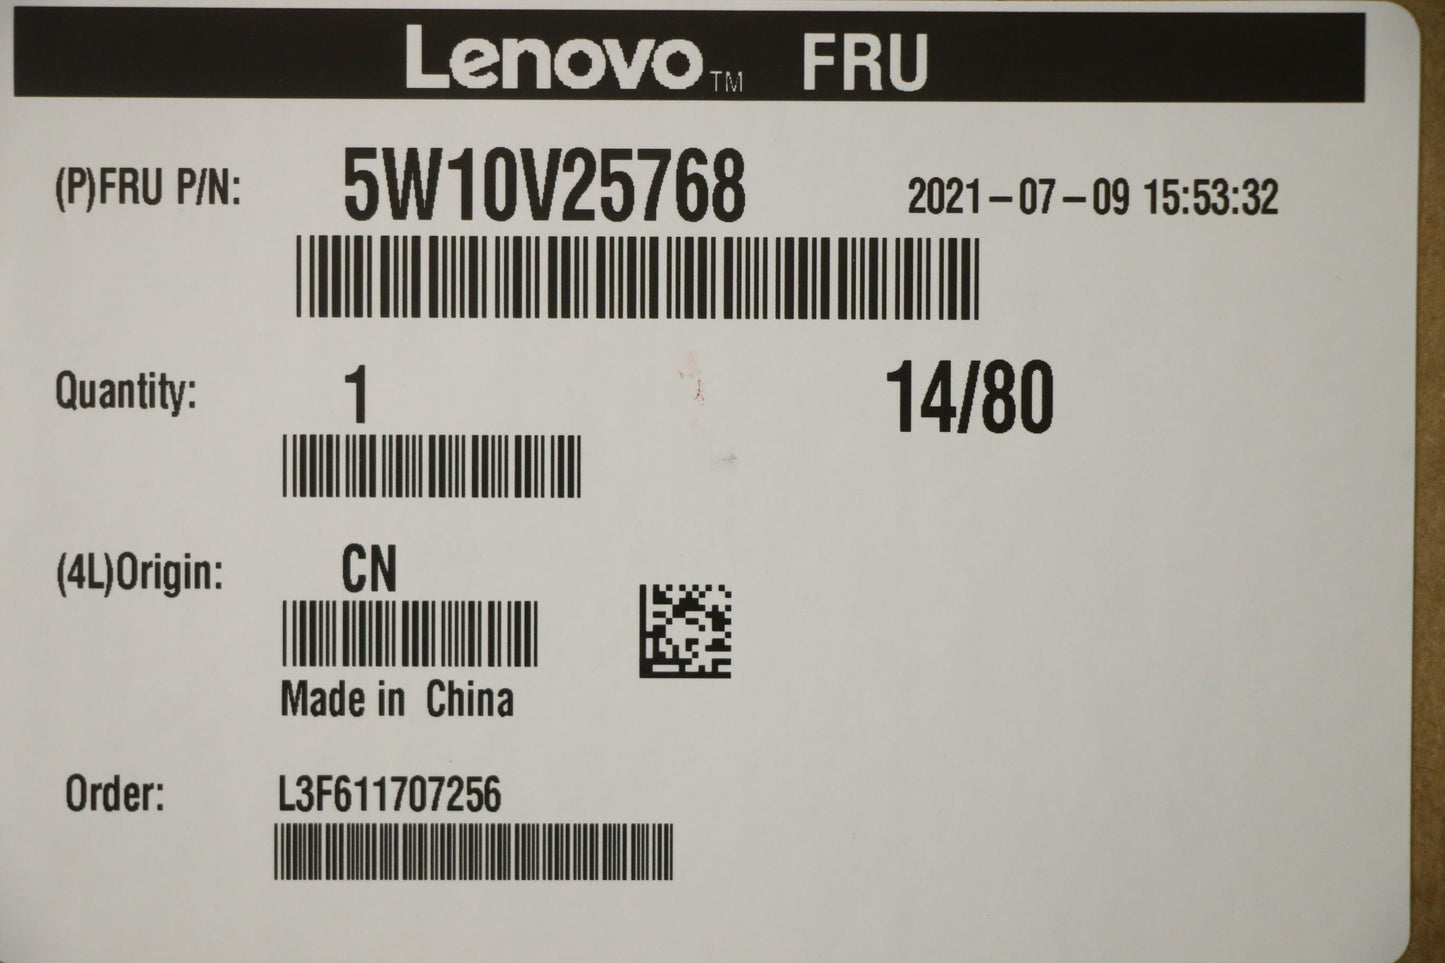 Lenovo™ FRU
(P)FRU P/N: 5W10V25768 2021-07-09 15:53:32
Quantity: 1 14/80
(4L)Origin: CN
Made in China
Order: L3F611707256